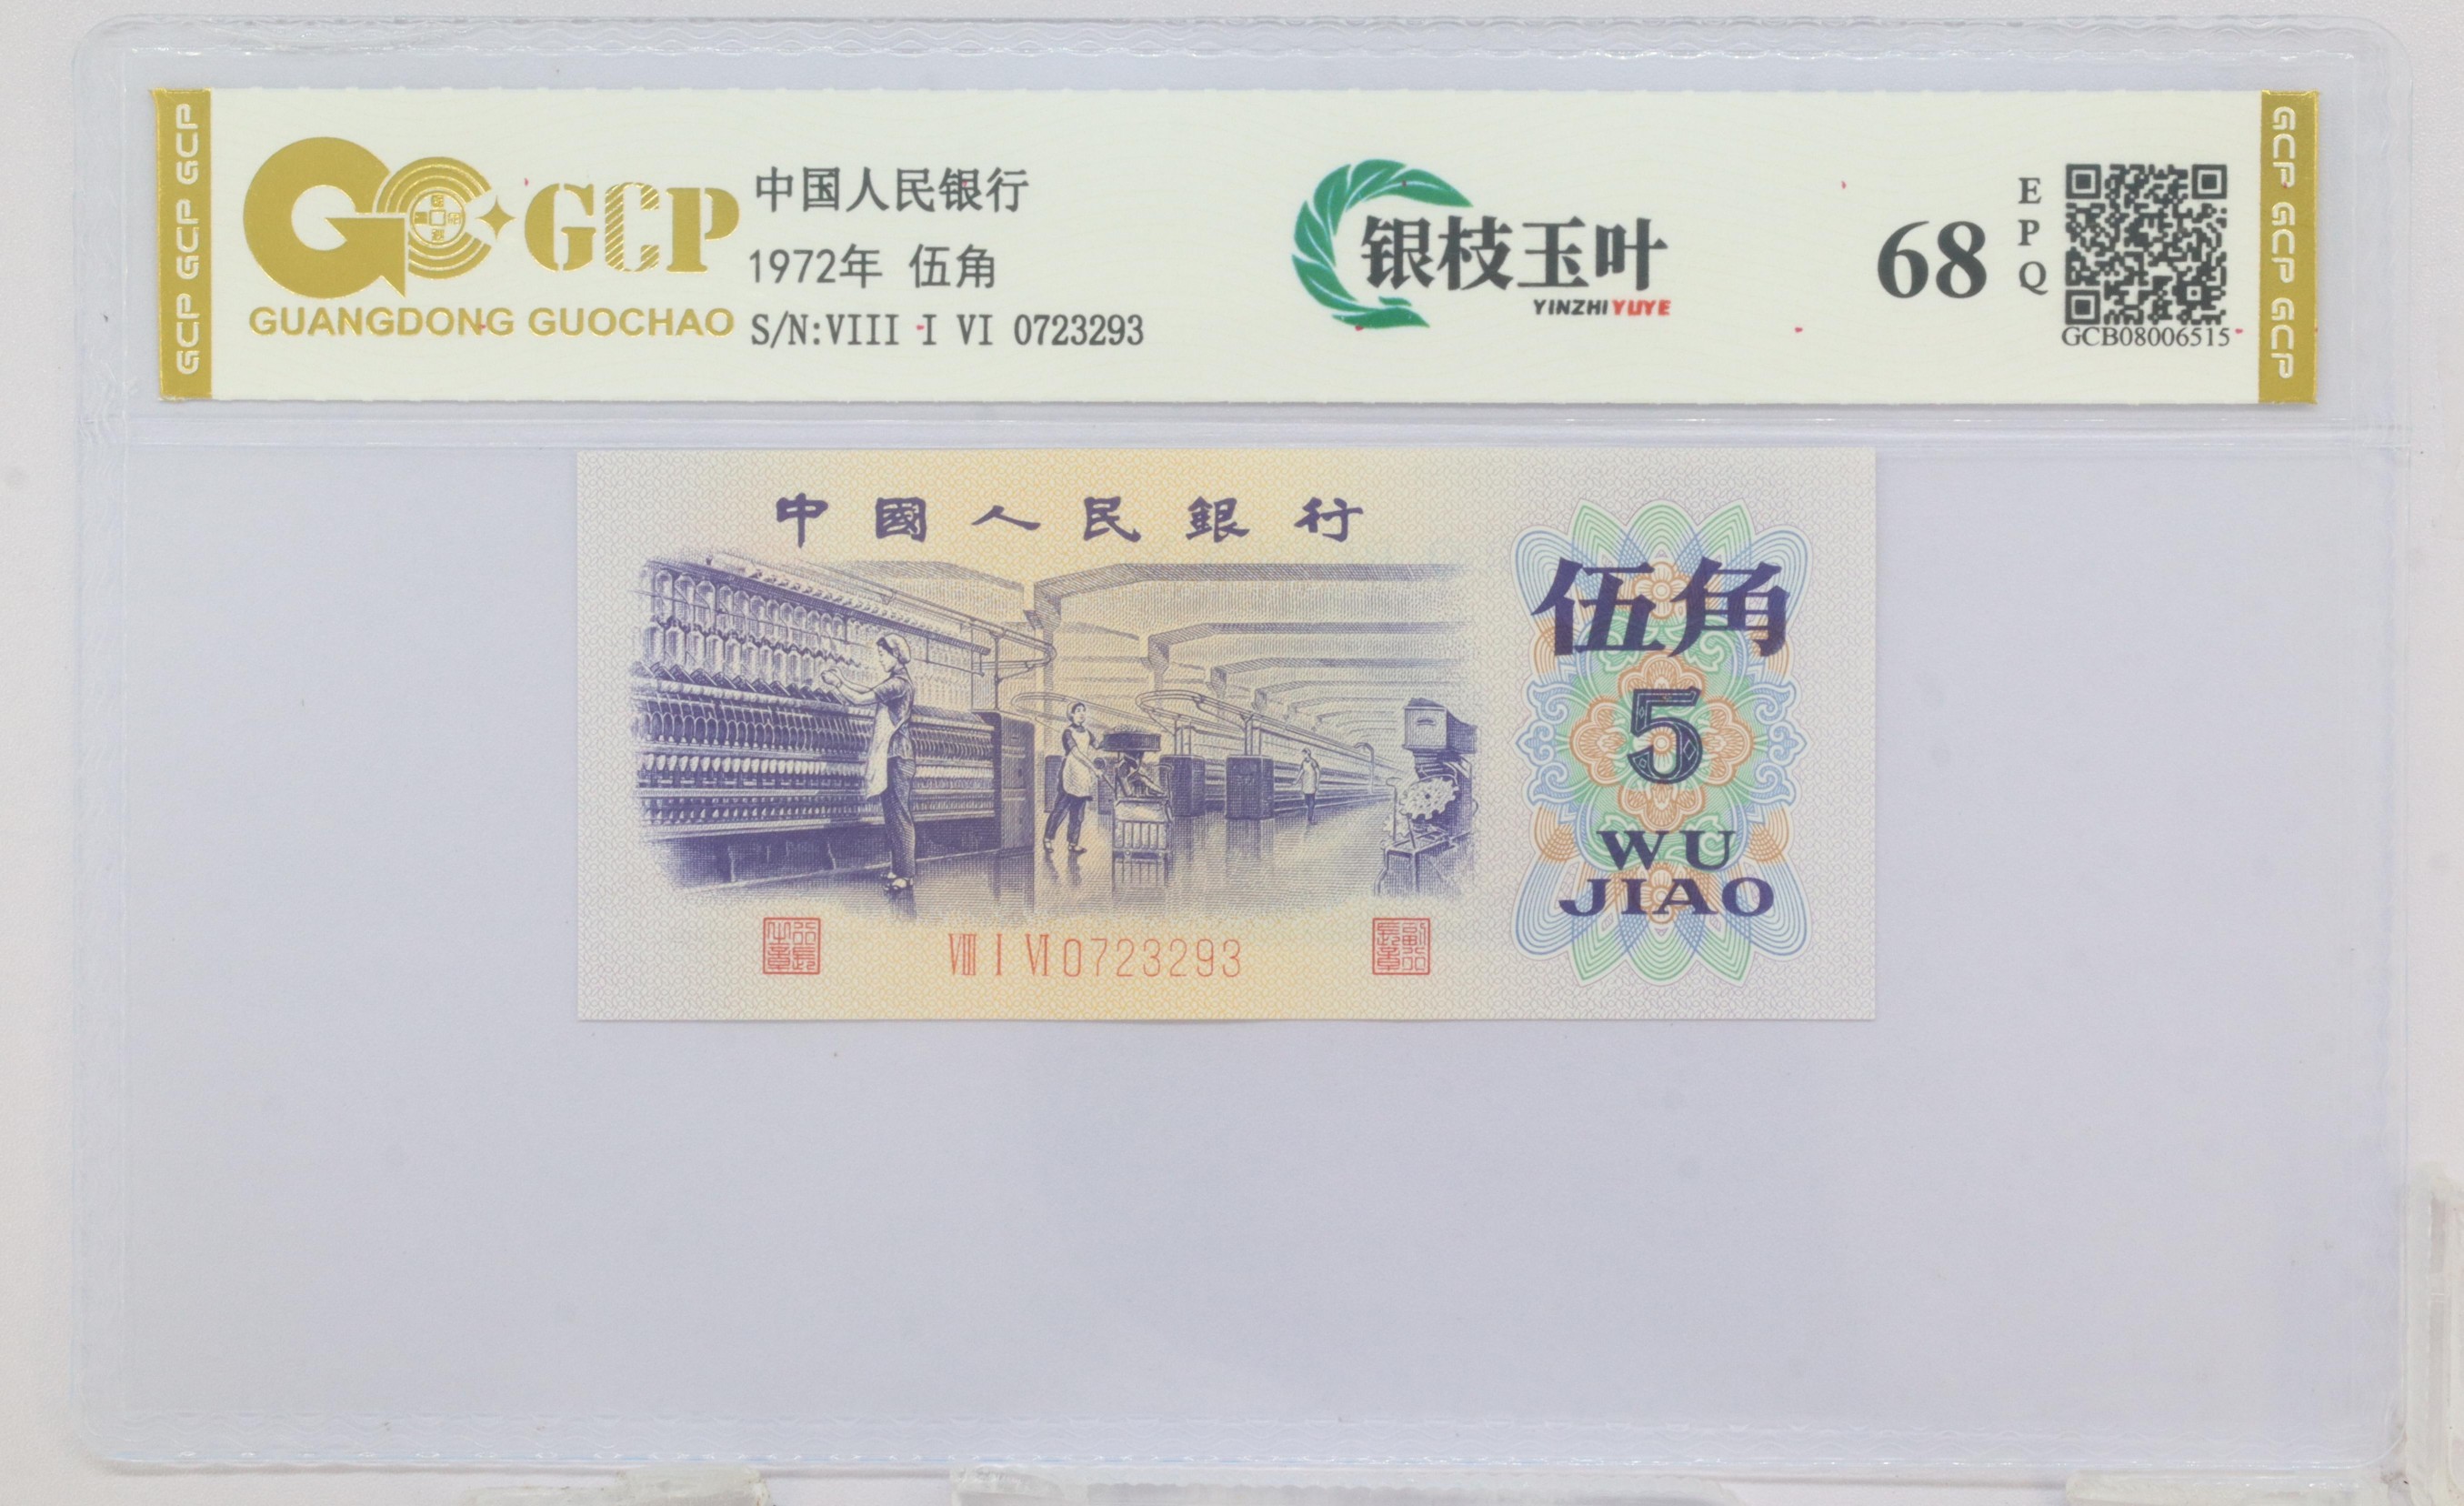 GCP GCP GCP
GCP
GUANGDONG GUOCHAO
中国人民银行
1972年 伍角
S/N:VIII I VI 0723293
银枝玉叶
YINZHIYUYE
68
E
P
Q
GCB08006515
GCP GCP GCP
中國人民銀行
伍角
5
WU
JIAO
VIII I VI 0723293